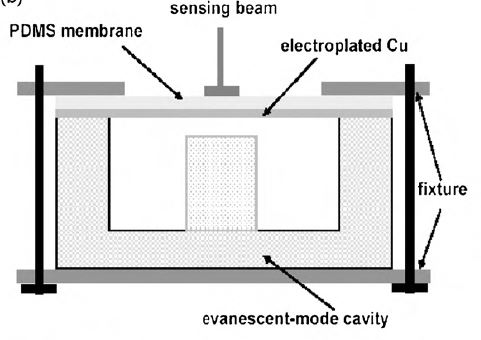 (b)
sensing beam
PDMS membrane
electroplated Cu
fixture
evanescent-mode cavity